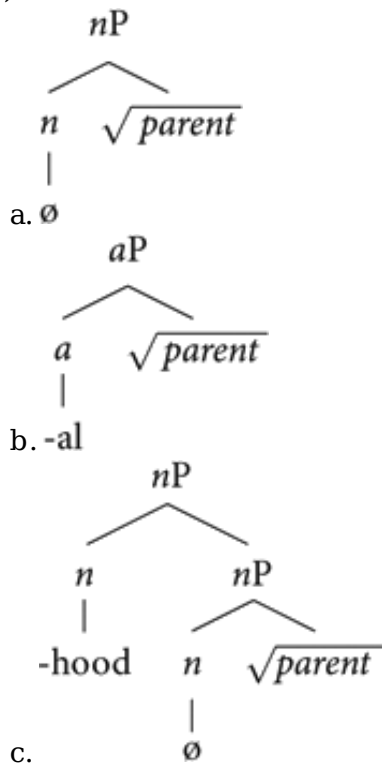 nP
n √parent
a. ø
aP
a √parent
b. -al
nP
n nP
-hood n √parent
c. ø